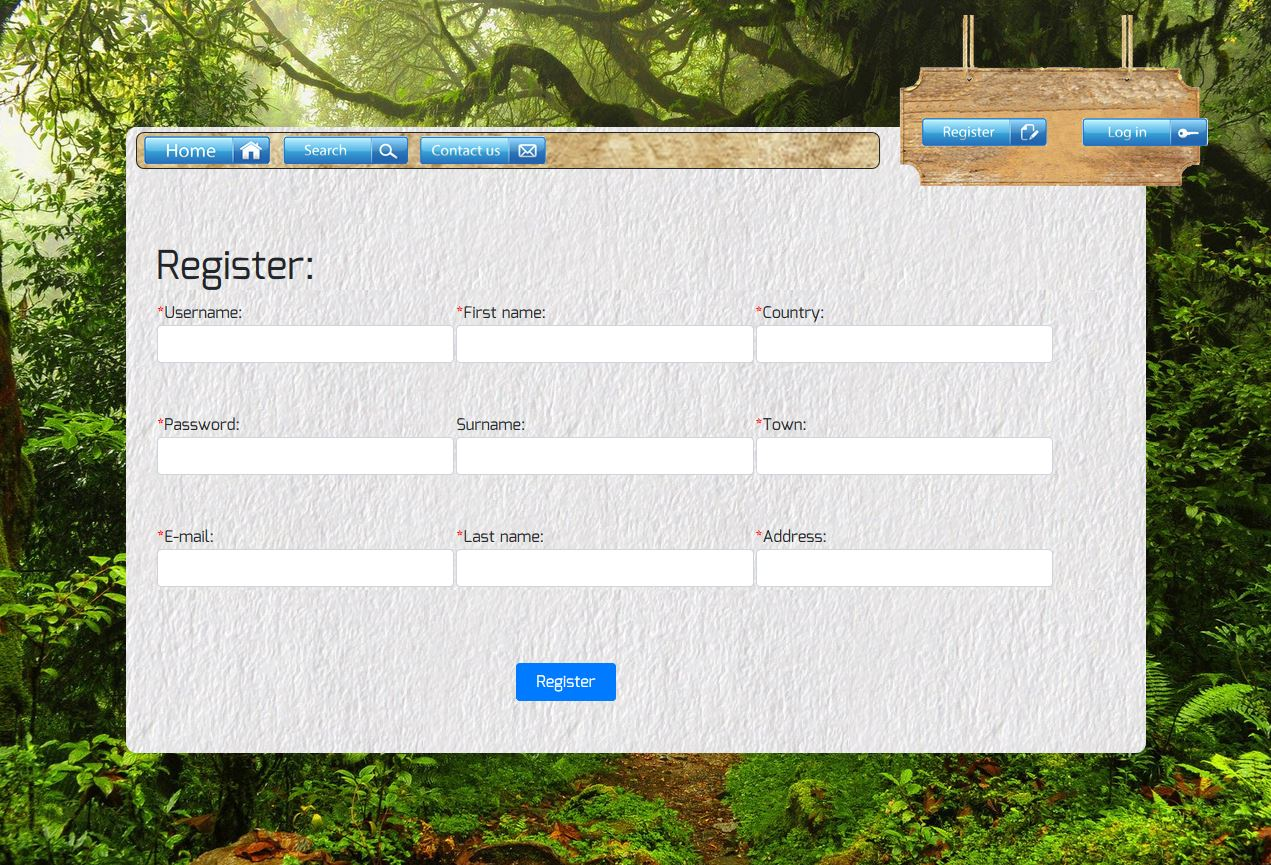 Register
Log in
Home
Search
Contact us
Register:
*Username:
*First name:
*Country:
*Password:
Surname:
*Town:
*E-mail:
*Last name:
*Address:
Register